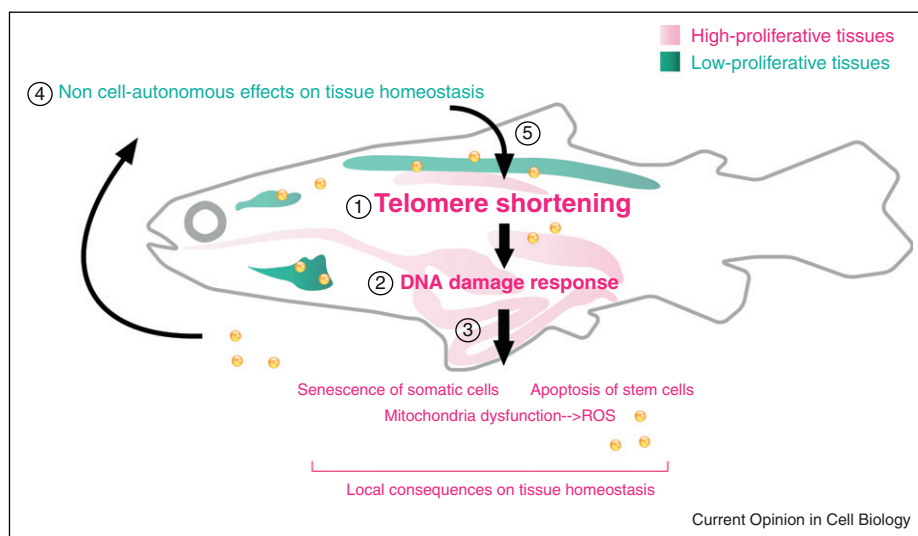 High-proliferative tissues
Low-proliferative tissues
4 Non cell-autonomous effects on tissue homeostasis
5
1 Telomere shortening
2 DNA damage response
3
Senescence of somatic cells Apoptosis of stem cells
Mitochondria dysfunction-->ROS
Local consequences on tissue homeostasis
Current Opinion in Cell Biology